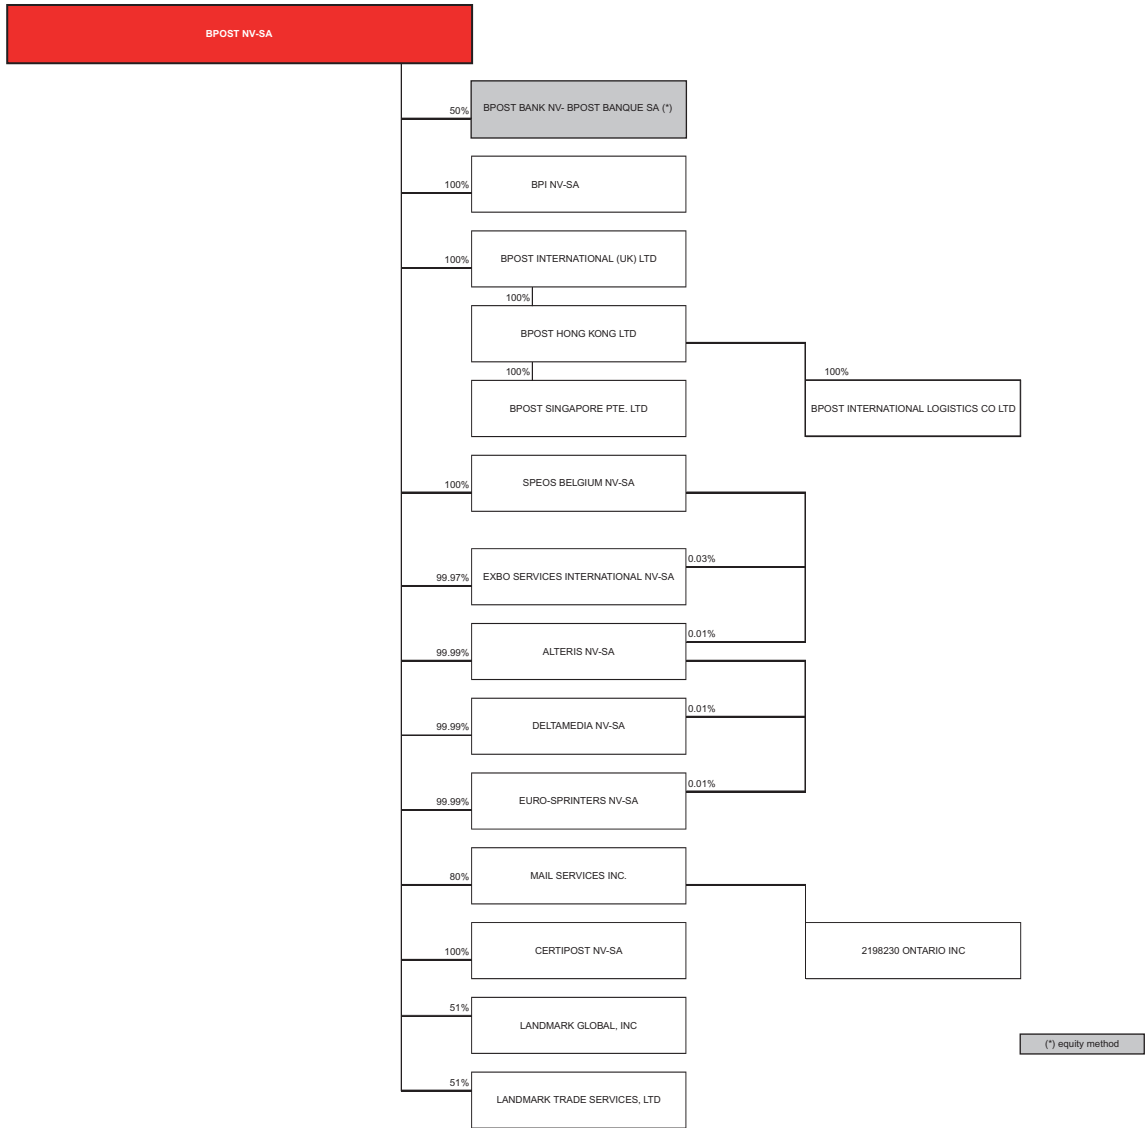 BPOST NV-SA
50%
BPOST BANK NV- BPOST BANQUE SA (*)
100%
BPI NV-SA
100%
BPOST INTERNATIONAL (UK) LTD
100%
BPOST HONG KONG LTD
100%
100%
BPOST SINGAPORE PTE. LTD
BPOST INTERNATIONAL LOGISTICS CO LTD
100%
SPEOS BELGIUM NV-SA
0.03%
99.97%
EXBO SERVICES INTERNATIONAL NV-SA
0.01%
99.99%
ALTERIS NV-SA
0.01%
99.99%
DELTAMEDIA NV-SA
0.01%
99.99%
EURO-SPRINTERS NV-SA
80%
MAIL SERVICES INC.
100%
CERTIPOST NV-SA
2198230 ONTARIO INC
51%
LANDMARK GLOBAL, INC
(*) equity method
51%
LANDMARK TRADE SERVICES, LTD